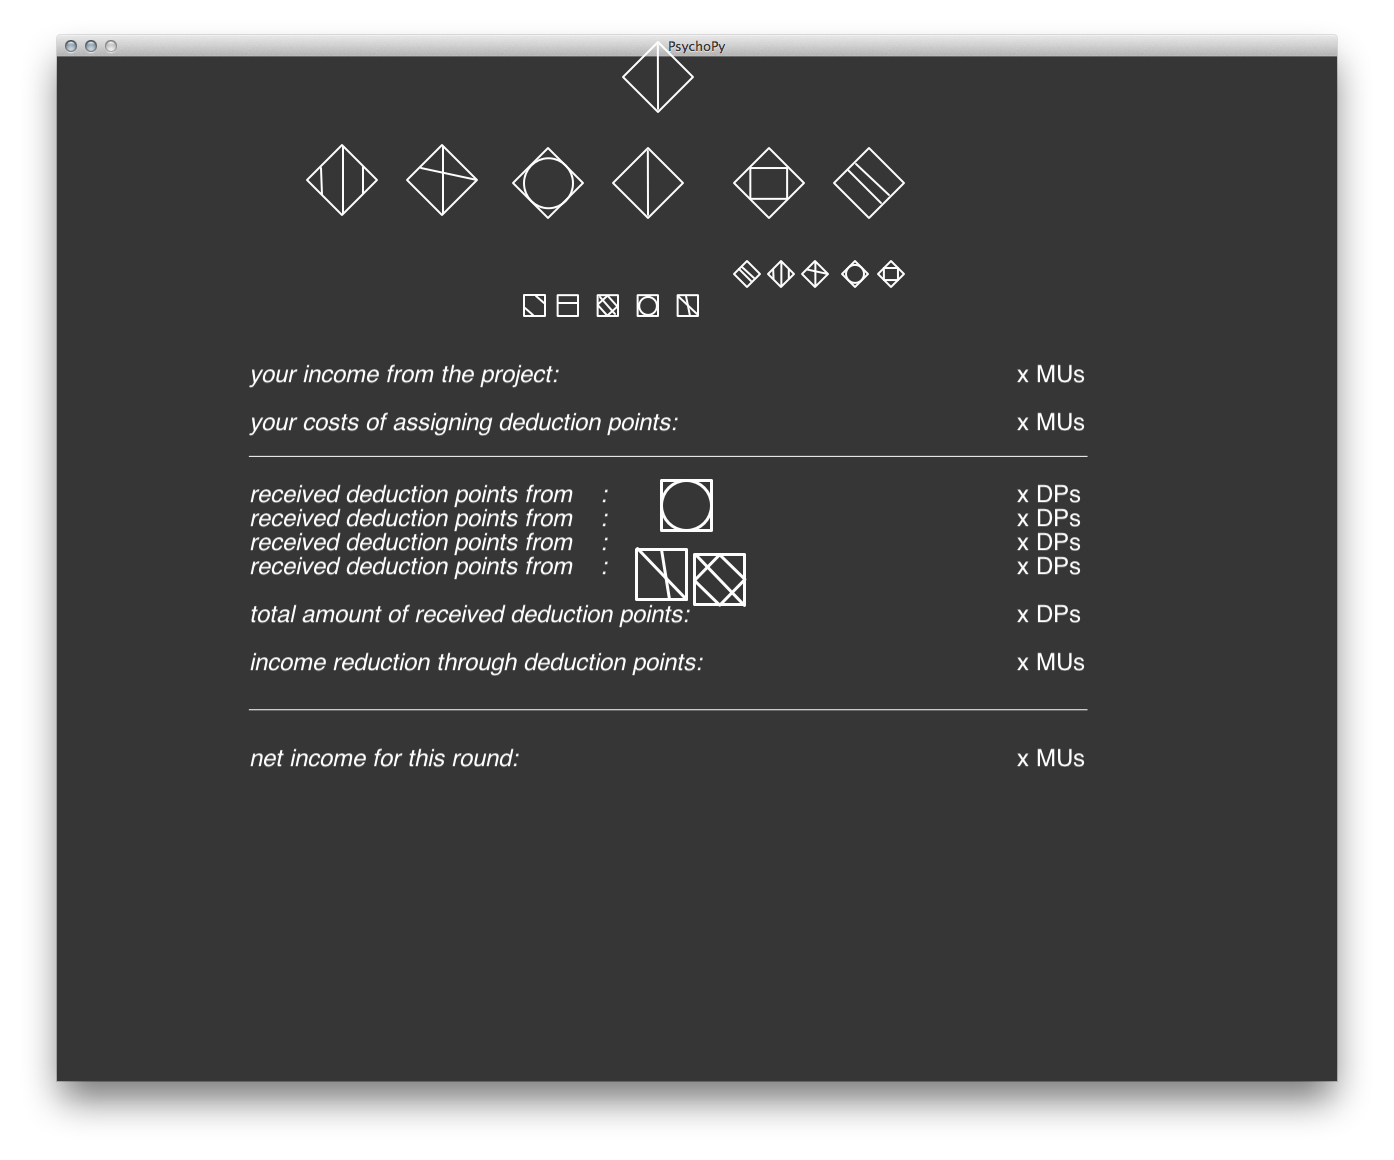 PsychoPy
your income from the project: x MUs
your costs of assigning deduction points: x MUs
received deduction points from : x DPs
received deduction points from : x DPs
received deduction points from : x DPs
received deduction points from : x DPs
total amount of received deduction points: x DPs
income reduction through deduction points: x MUs
net income for this round: x MUs